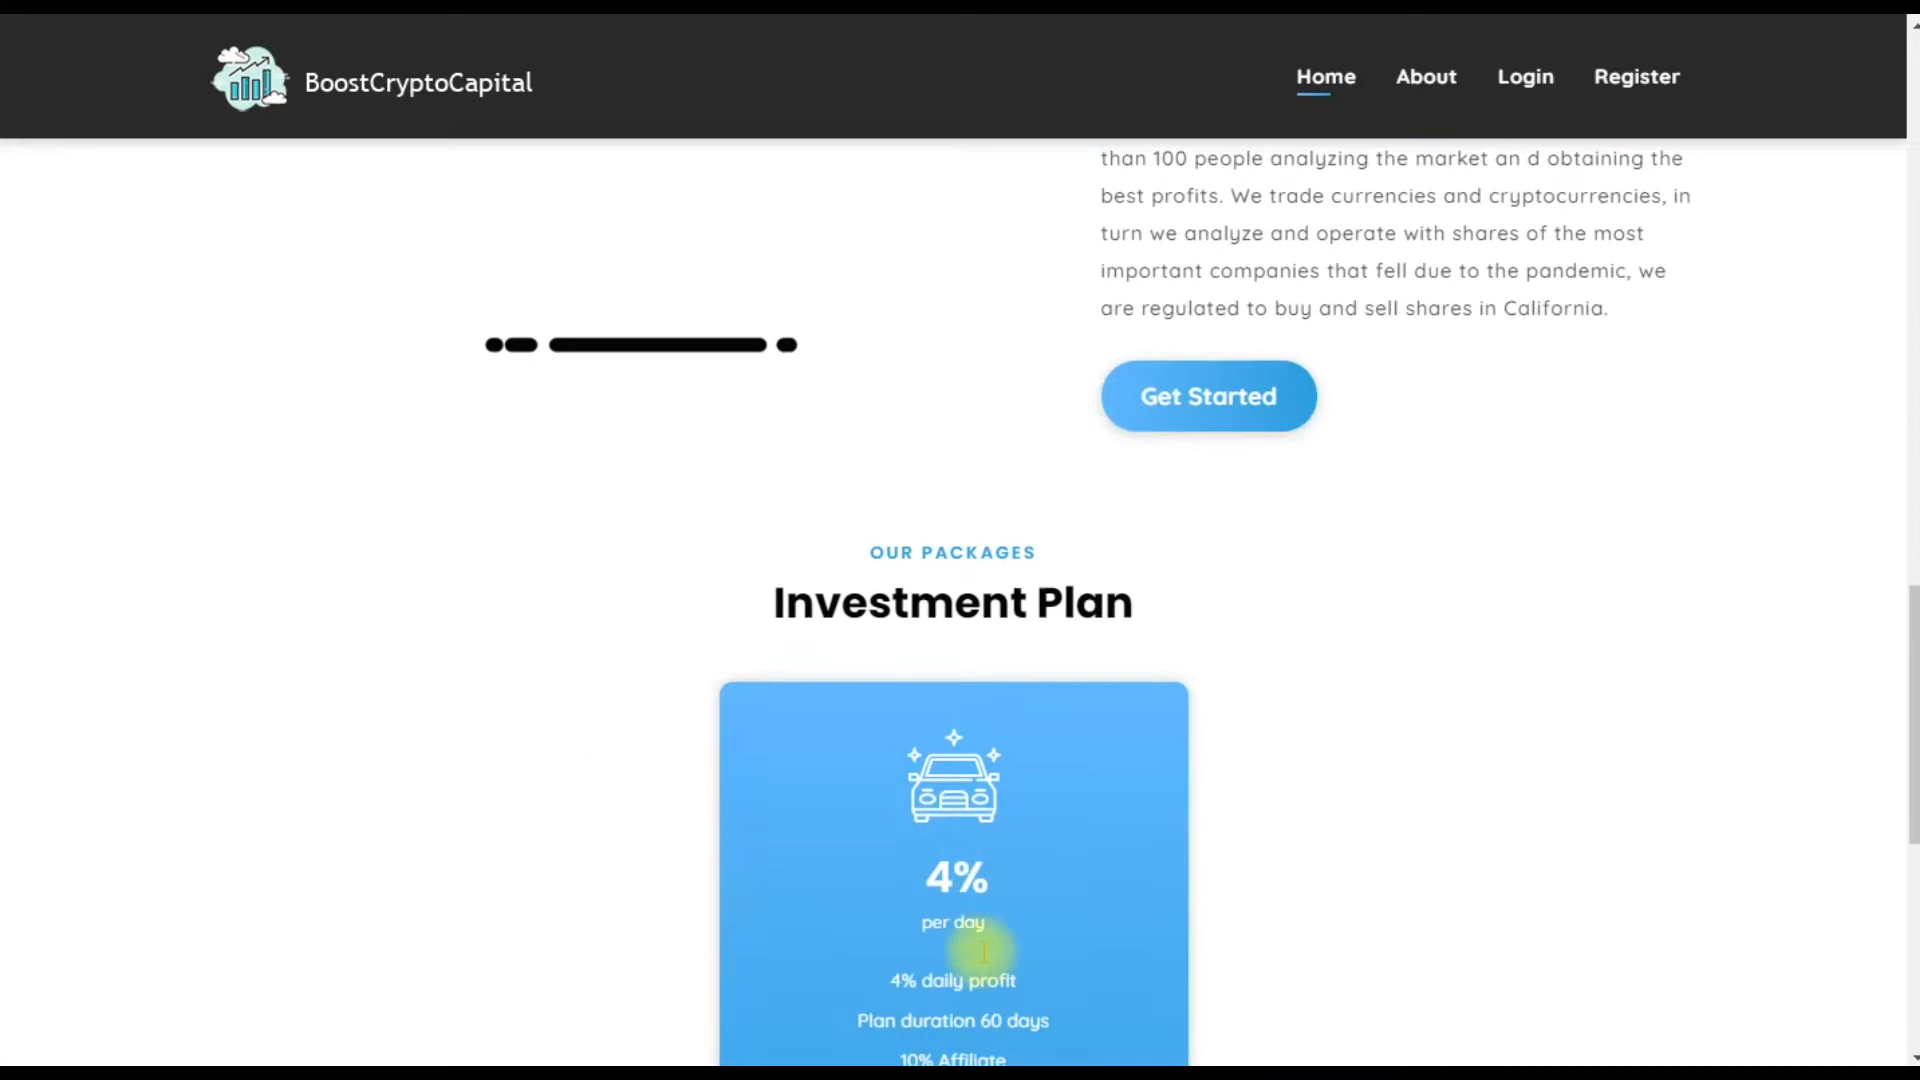 BoostCryptoCapital
Home About Login Register
than 100 people analyzing the market an d obtaining the
best profits. We trade currencies and cryptocurrencies, in
turn we analyze and operate with shares of the most
important companies that fell due to the pandemic, we
are regulated to buy and sell shares in California.
Get Started
OUR PACKAGES
Investment Plan
4%
per day
4% daily profit
Plan duration 60 days
10% Affiliate